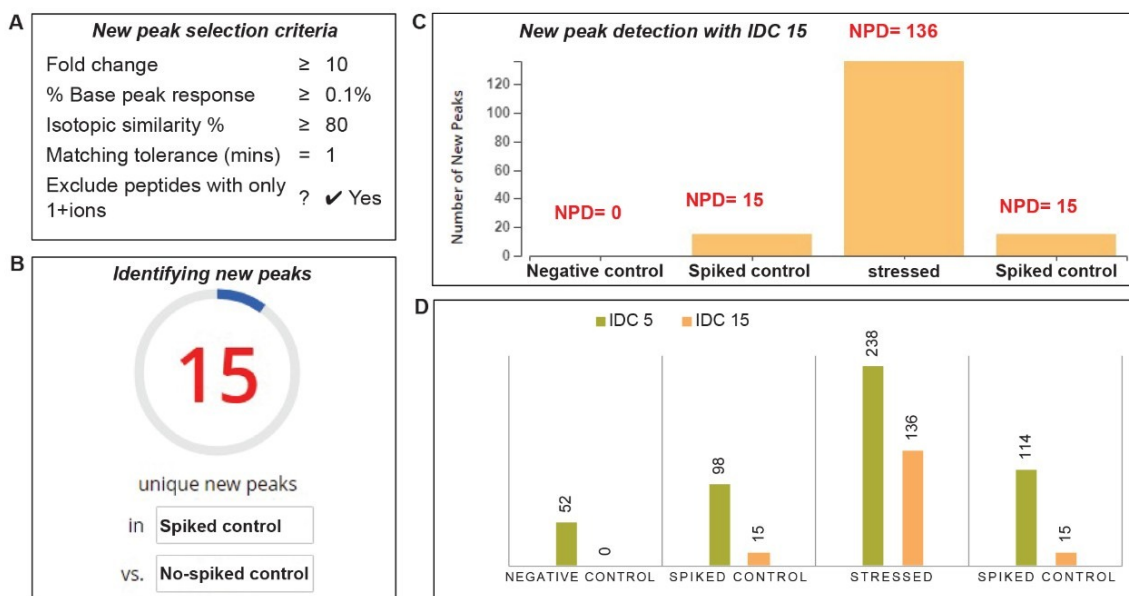 A
New peak selection criteria
Fold change ≥ 10
% Base peak response ≥ 0.1%
Isotopic similarity % ≥ 80
Matching tolerance (mins) = 1
Exclude peptides with only
1+ions ? ✔ Yes
B
Identifying new peaks
15
unique new peaks
in Spiked control
vs. No-spiked control
C
New peak detection with IDC 15
NPD= 136
NPD= 15
NPD= 15
NPD= 0
Number of New Peaks
120
100
80
60
40
20
0
Negative control Spiked control stressed Spiked control
D
IDC 5 IDC 15
52 0 98 15 238 136 114 15
NEGATIVE CONTROL SPIKED CONTROL STRESSED SPIKED CONTROL